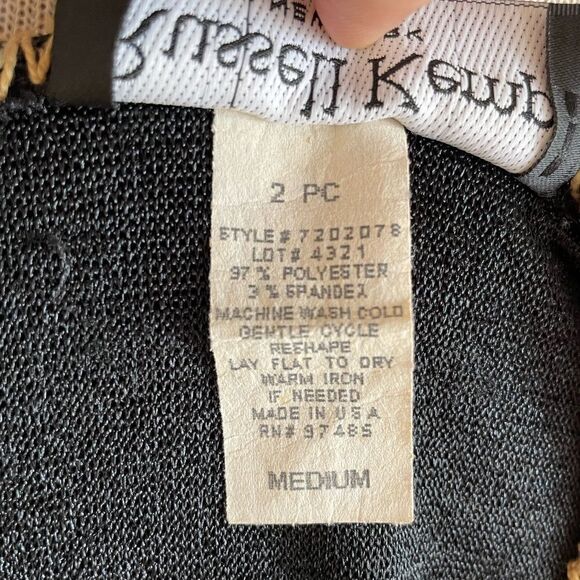 Russell Kemp
2 PC
STYLE# 7202078
LOT# 4321
97 % POLYESTER
3 % SPANDEX
MACHINE WASH COLD
GENTLE CYCLE
RESHAPE
LAY FLAT TO DRY
WARM IRON
IF NEEDED
MADE IN U S A
RN# 97485
MEDIUM